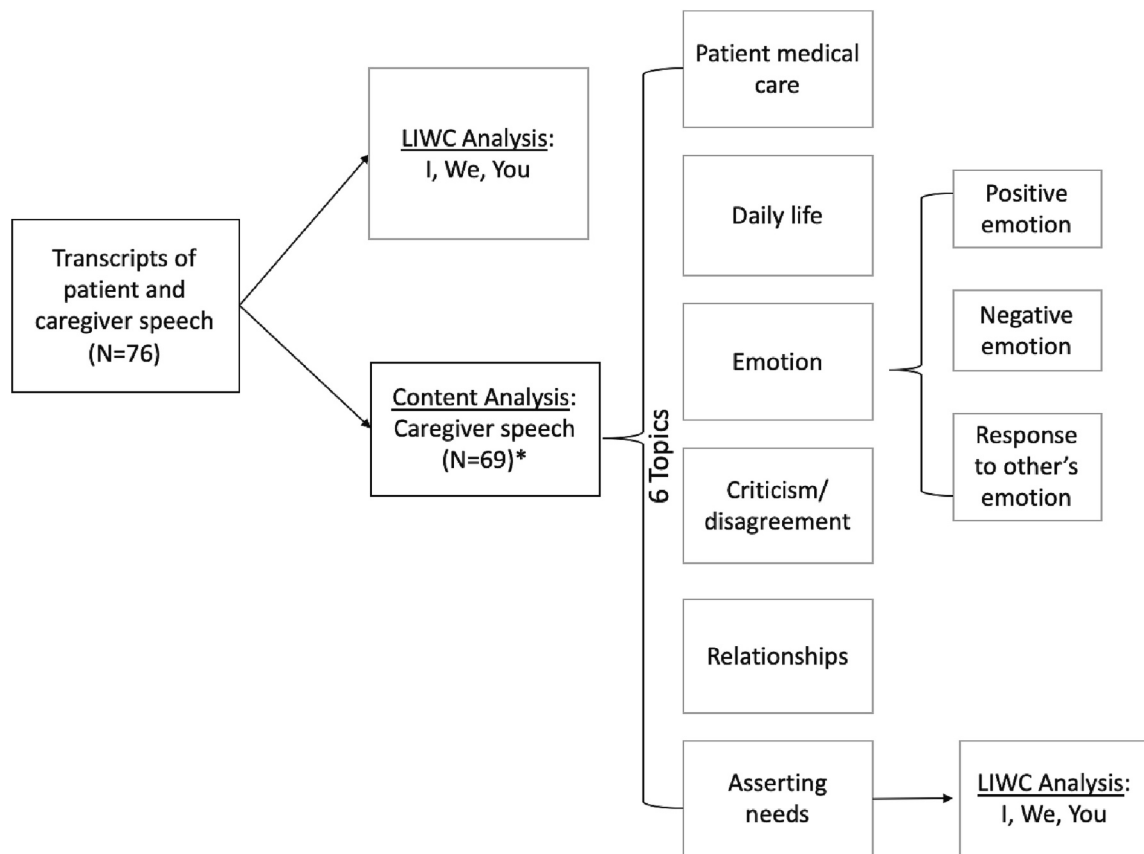 Transcripts of
patient and
caregiver speech
(N=76)
LIWC Analysis:
I, We, You
Content Analysis:
Caregiver speech
(N=69)*
6 Topics
Patient medical
care
Daily life
Emotion
Criticism/
disagreement
Relationships
Asserting
needs
Positive
emotion
Negative
emotion
Response
to other's
emotion
LIWC Analysis:
I, We, You